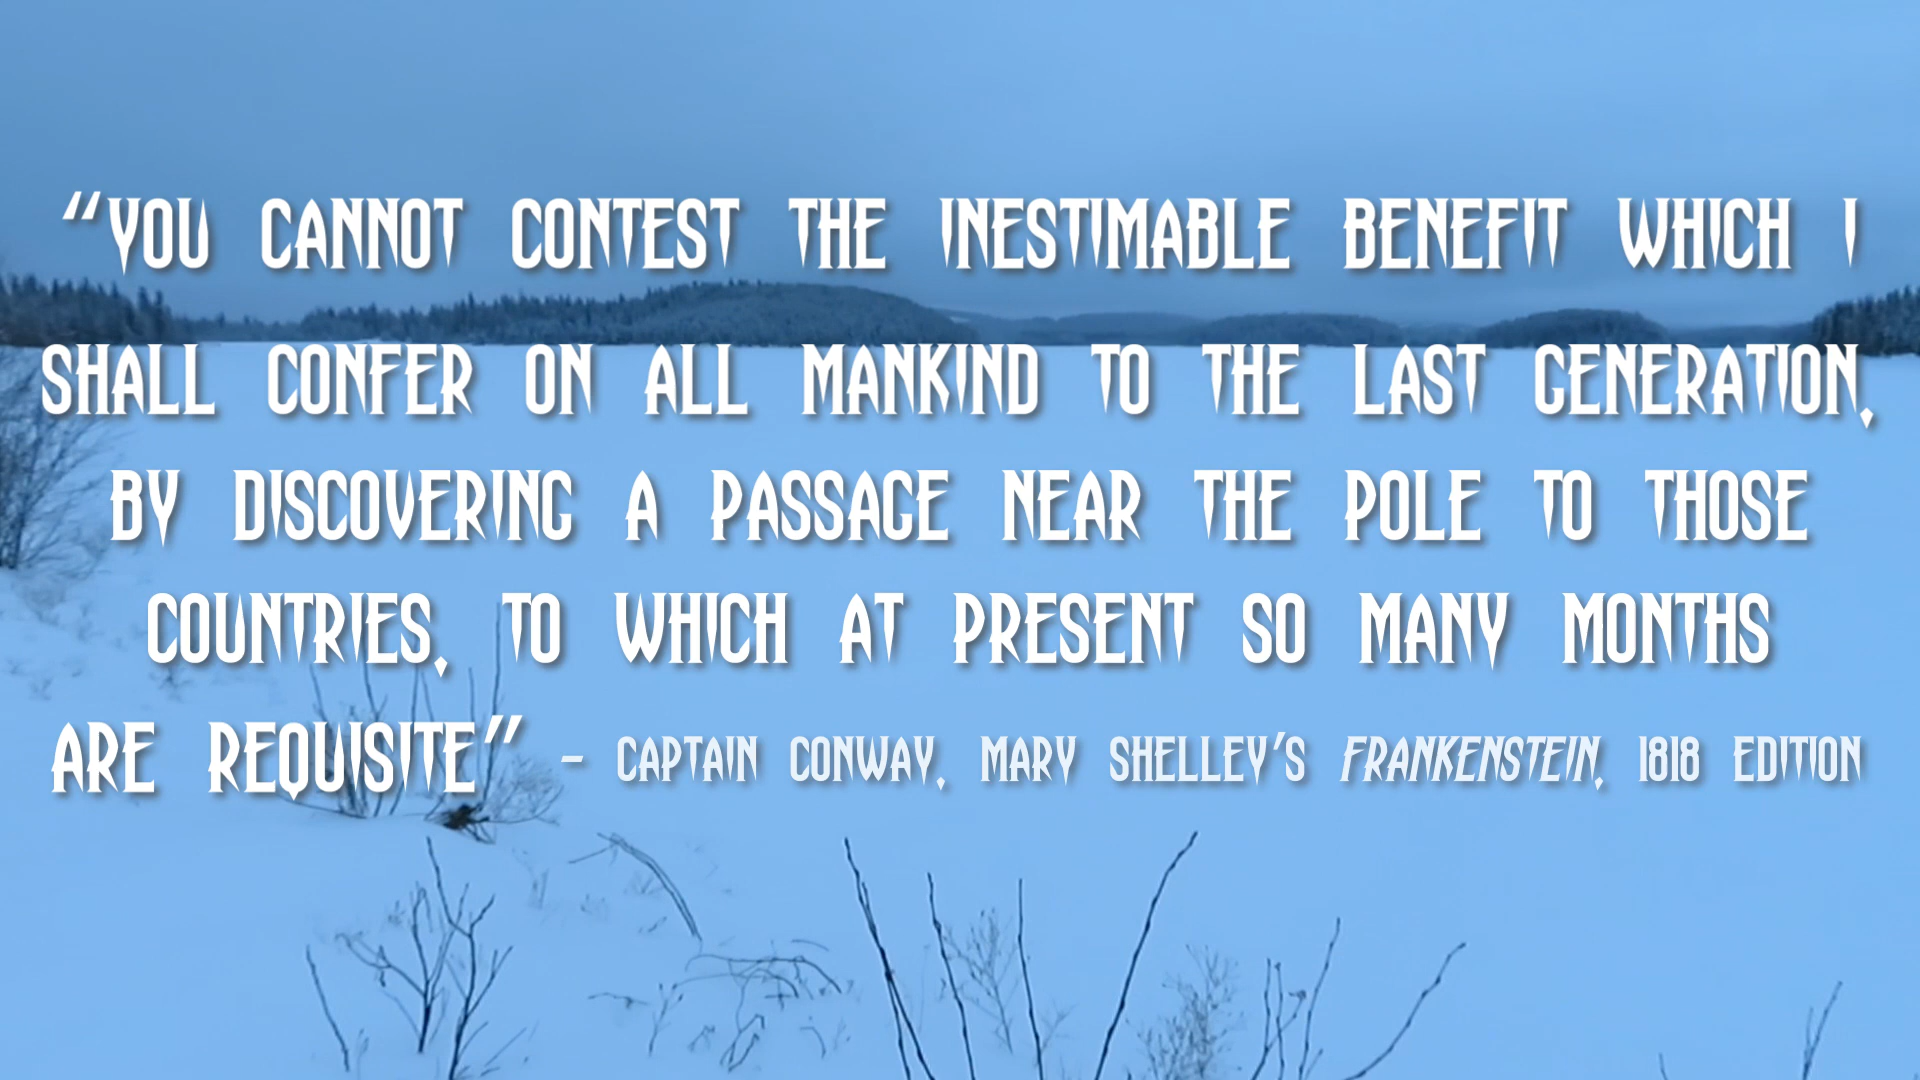 “YOU CANNOT CONTEST THE INESTIMABLE BENEFIT WHICH I
SHALL CONFER ON ALL MANKIND TO THE LAST GENERATION,
BY DISCOVERING A PASSAGE NEAR THE POLE TO THOSE
COUNTRIES, TO WHICH AT PRESENT SO MANY MONTHS
ARE REQUISITE” - CAPTAIN CONWAY, MARY SHELLEY'S FRANKENSTEIN, 1818 EDITION